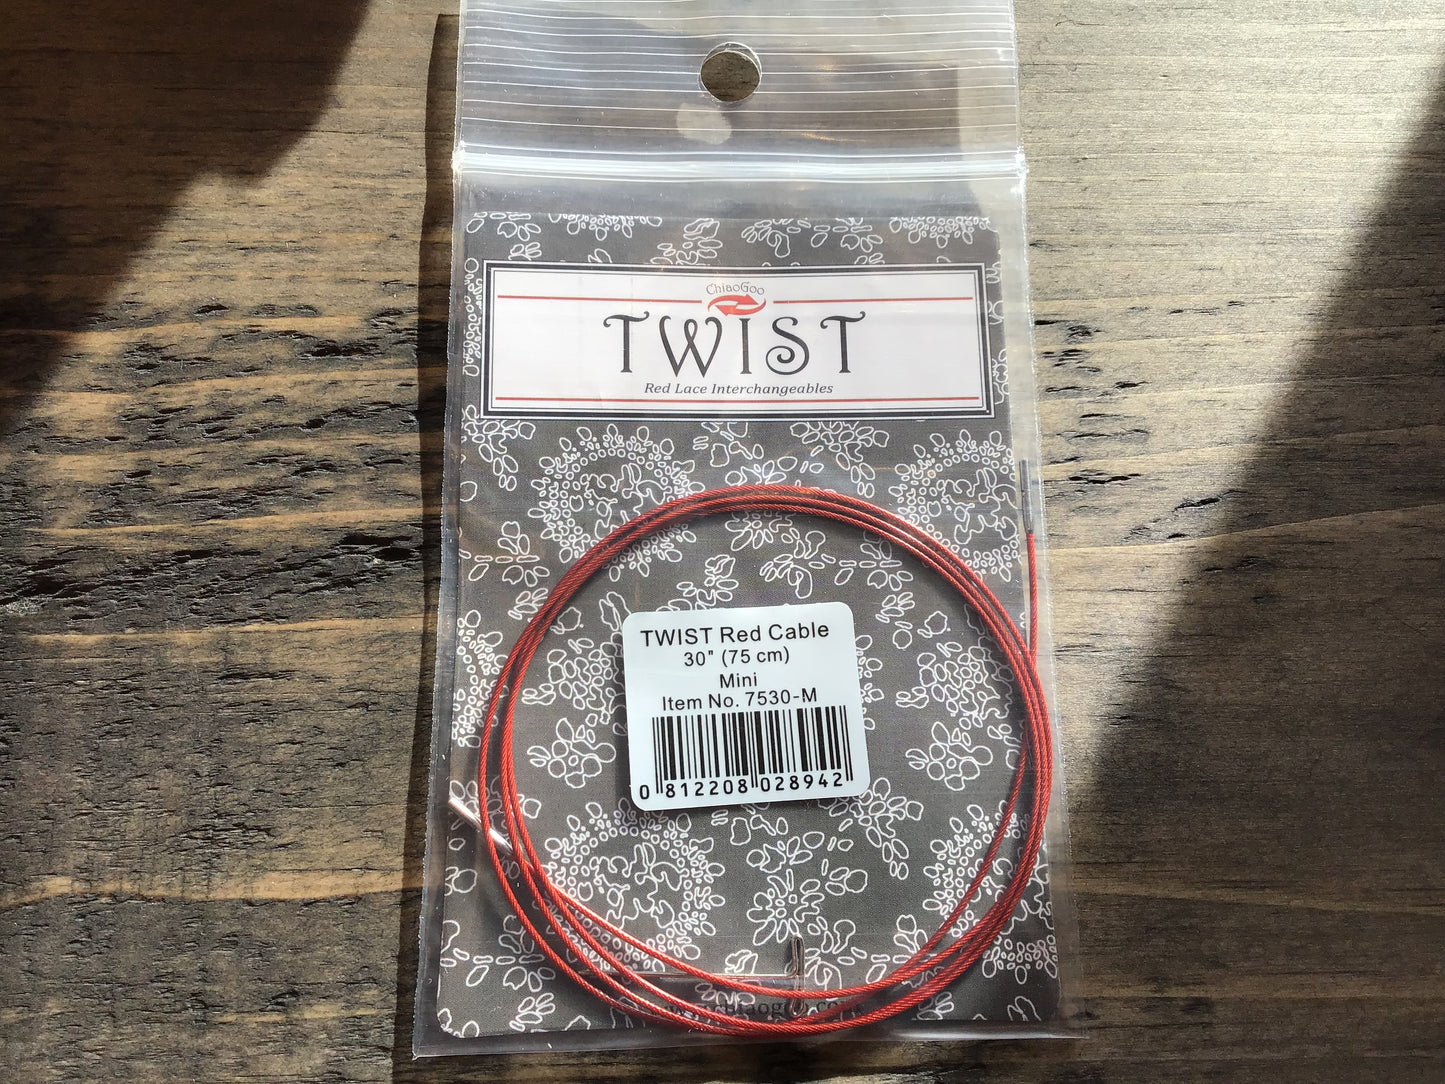 ChiaoGoo
TWIST
Red Lace Interchangeables
TWIST Red Cable
30" (75 cm)
Mini
Item No. 7530-M
0 812208 028942